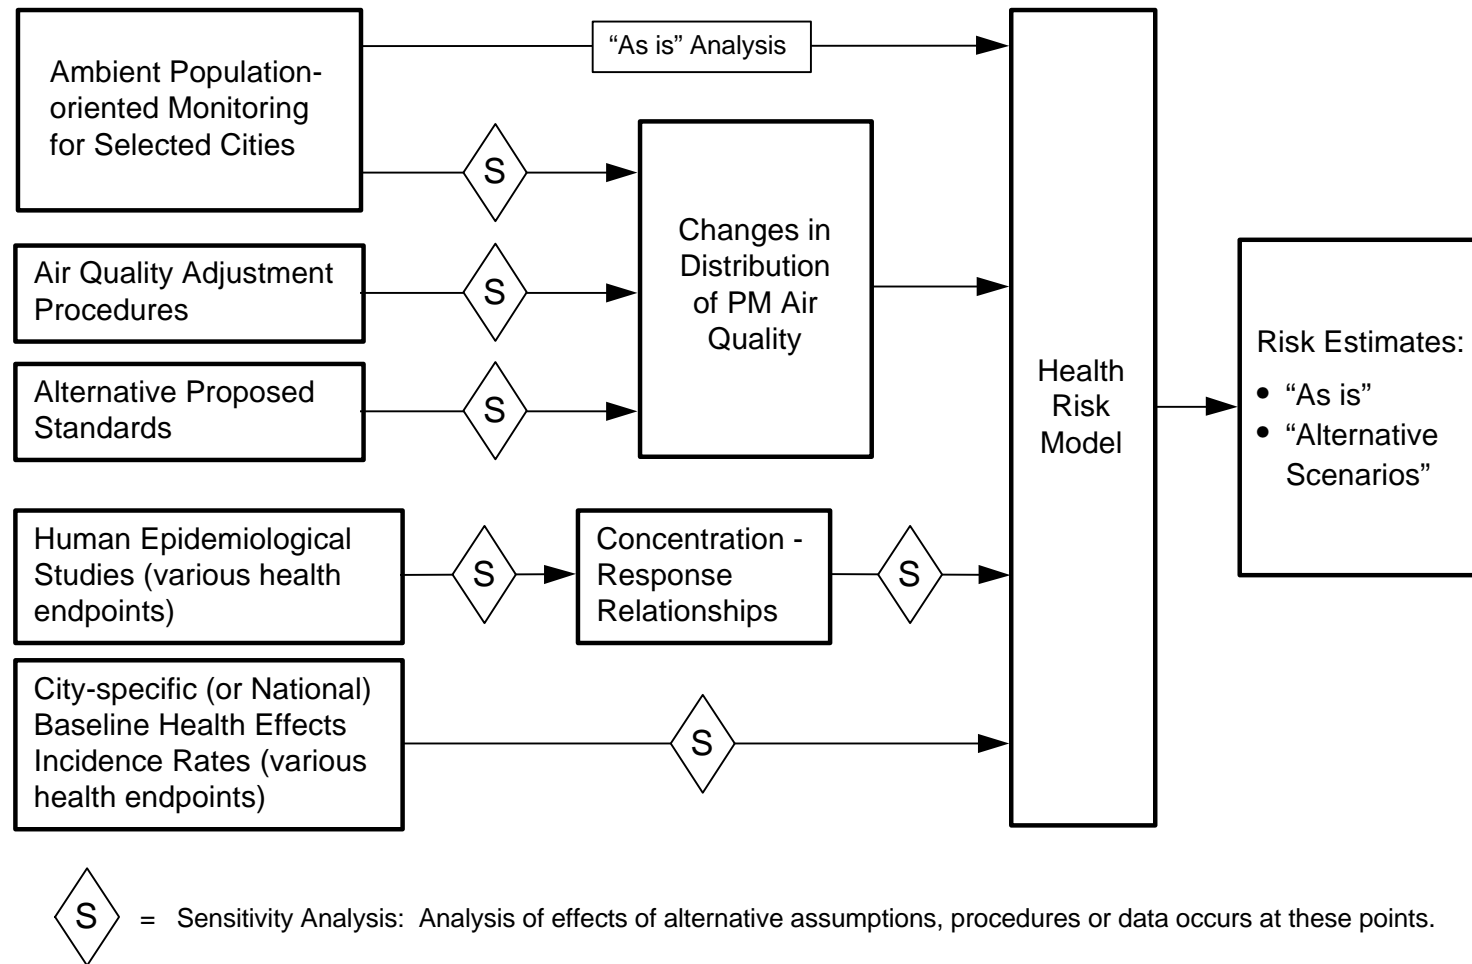 Ambient Population-
oriented Monitoring
for Selected Cities
“As is” Analysis
S
Air Quality Adjustment
Procedures
S
Alternative Proposed
Standards
S
Changes in
Distribution
of PM Air
Quality
Human Epidemiological
Studies (various health
endpoints)
S
Concentration -
Response
Relationships
S
City-specific (or National)
Baseline Health Effects
Incidence Rates (various
health endpoints)
S
Health
Risk
Model
Risk Estimates:
• “As is”
• “Alternative
Scenarios”
S = Sensitivity Analysis: Analysis of effects of alternative assumptions, procedures or data occurs at these points.